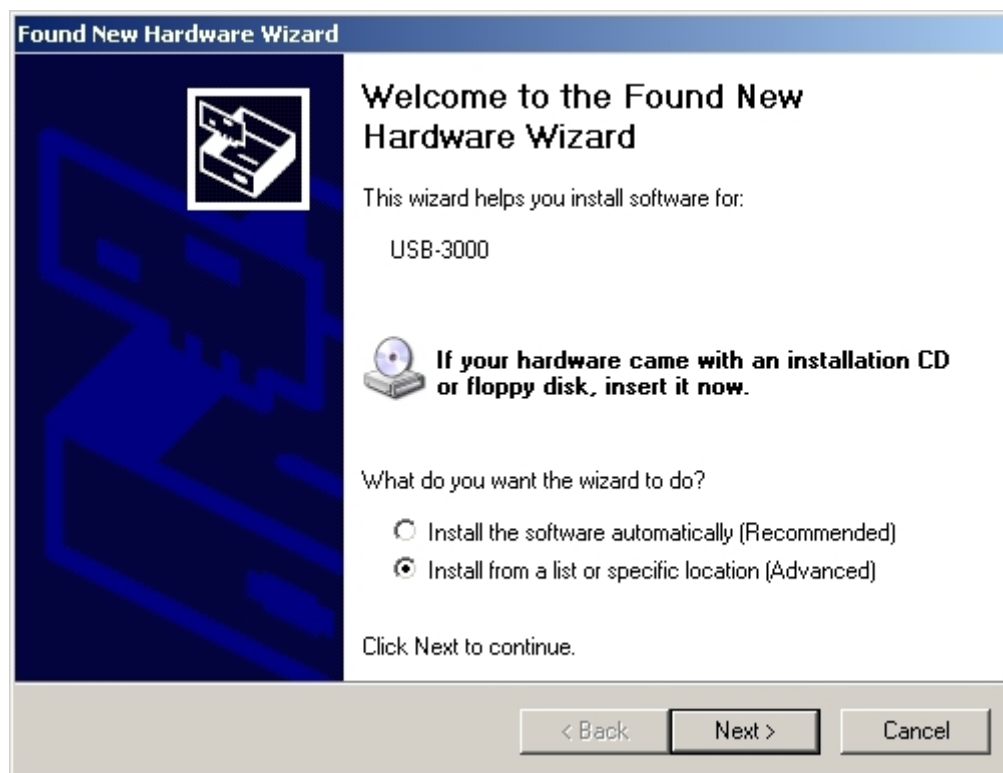 Found New Hardware Wizard
Welcome to the Found New
Hardware Wizard
This wizard helps you install software for:
USB-3000
If your hardware came with an installation CD
or floppy disk, insert it now.
What do you want the wizard to do?
Install the software automatically (Recommended)
Install from a list or specific location (Advanced)
Click Next to continue.
< Back Next > Cancel